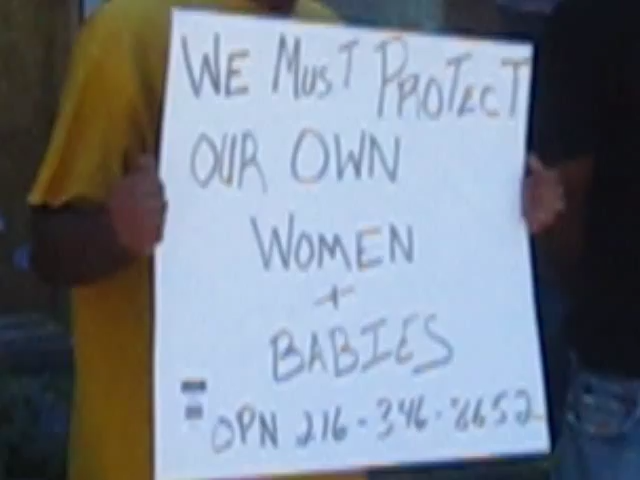 WE MUST PROTECT
OUR OWN
WOMEN
+
BABIES
OPN 216-346-8652